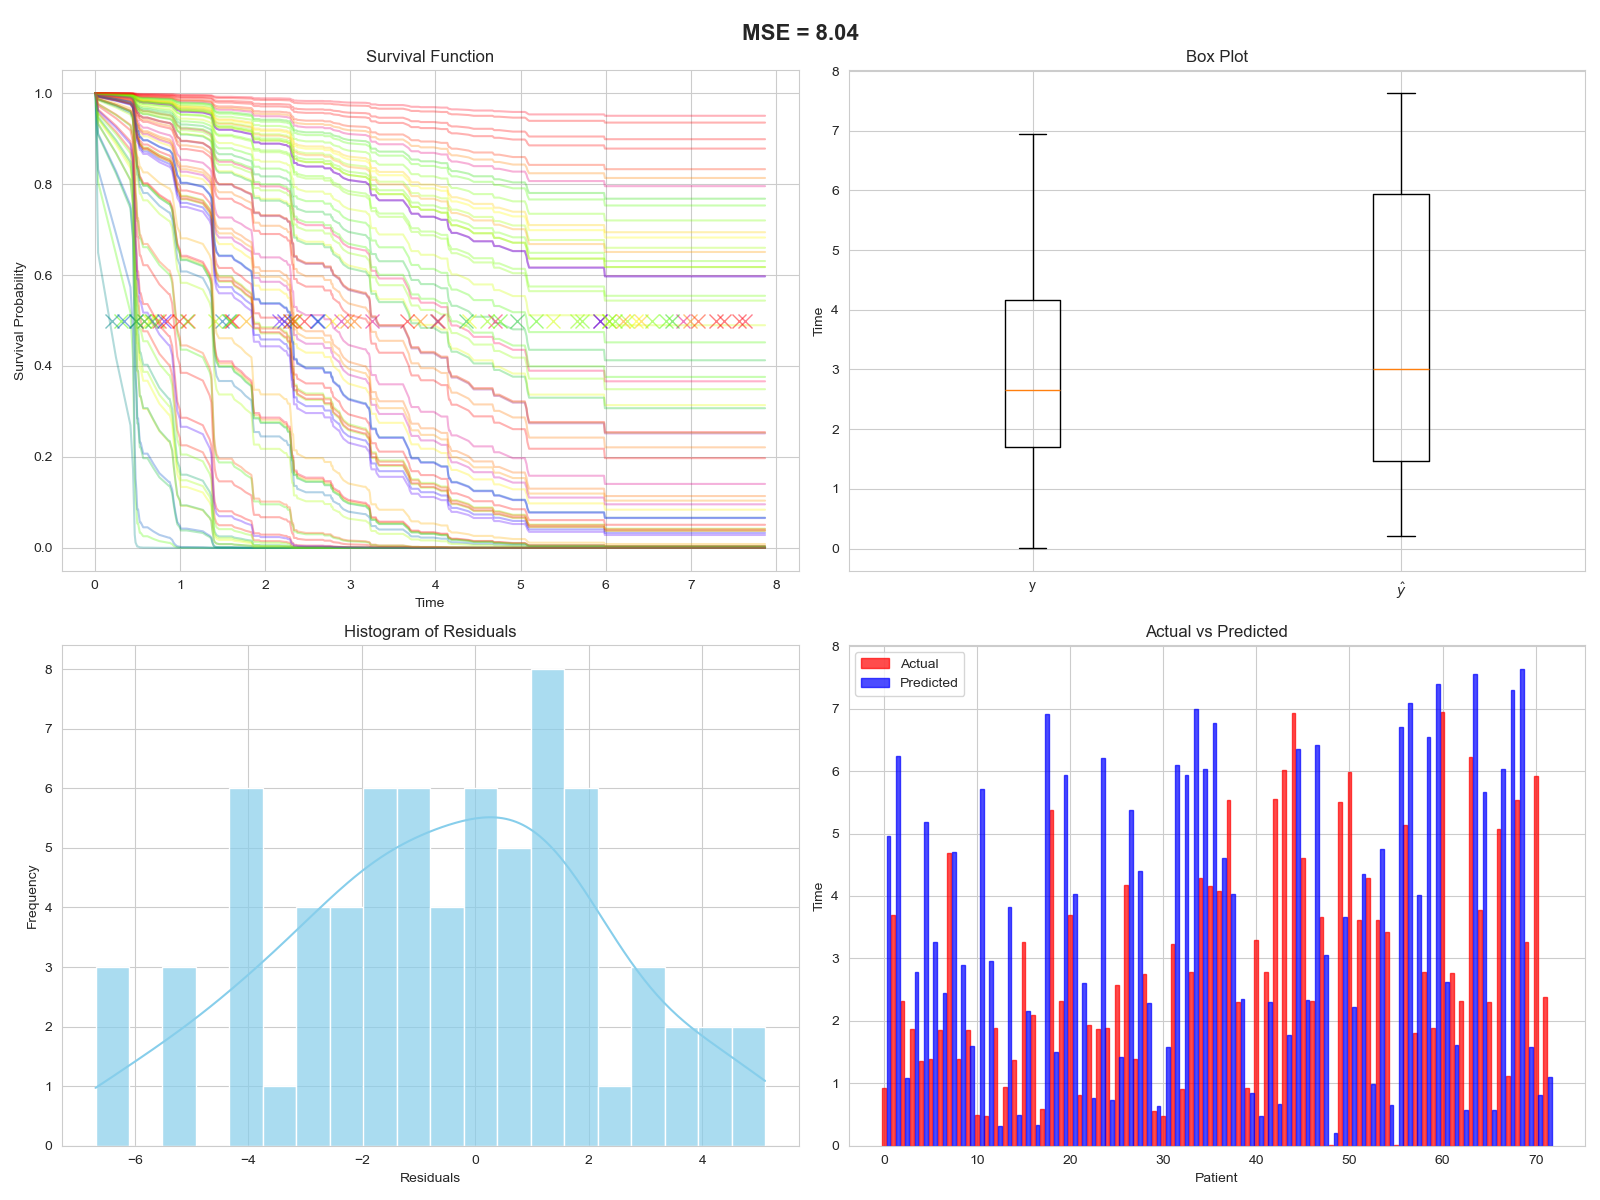 MSE = 8.04
Survival Function
1.0
0.8
0.6
0.4
0.2
0.0
Survival Probability
0 1 2 3 4 5 6 7 8
Time
Box Plot
8
7
6
5
4
3
2
1
0
Time
y ŷ
Histogram of Residuals
8
7
6
5
4
3
2
1
0
Frequency
−6 −4 −2 0 2 4
Residuals
Actual vs Predicted
Actual
Predicted
8
7
6
5
4
3
2
1
0
Time
0 10 20 30 40 50 60 70
Patient